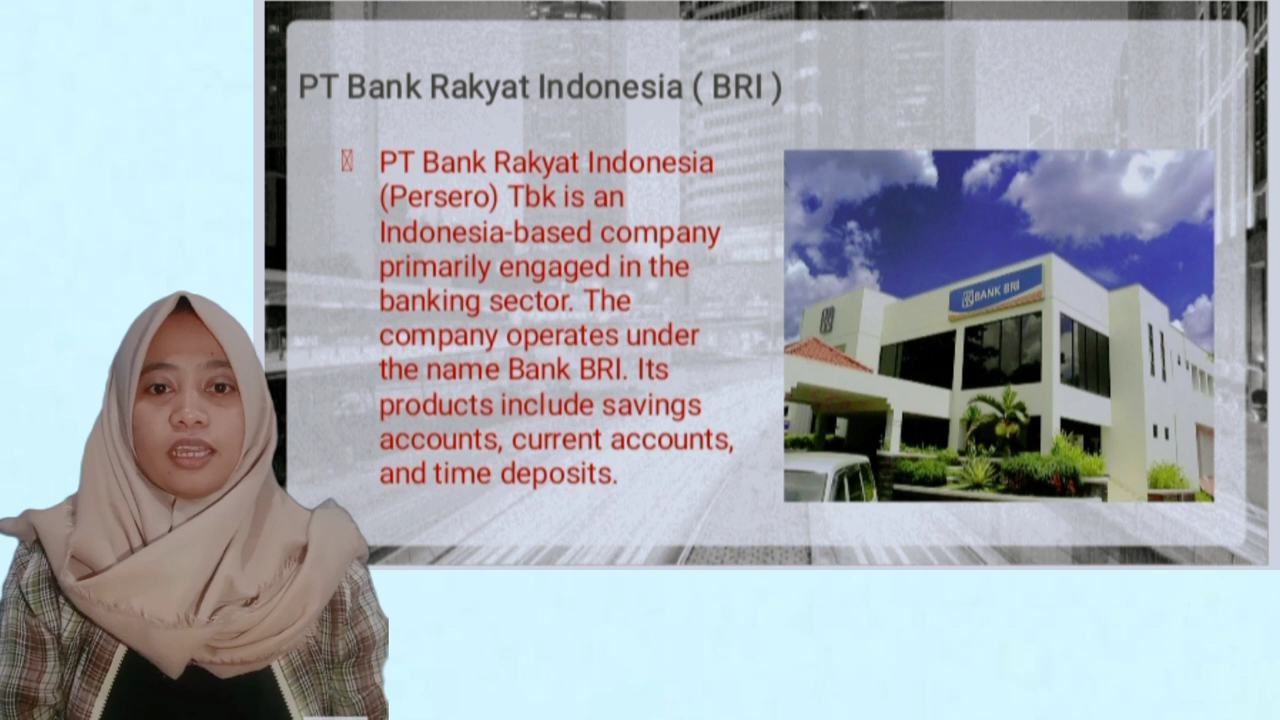 PT Bank Rakyat Indonesia ( BRI )
PT Bank Rakyat Indonesia
(Persero) Tbk is an
Indonesia-based company
primarily engaged in the
banking sector. The
company operates under
the name Bank BRI. Its
products include savings
accounts, current accounts,
and time deposits.
BANK BRI